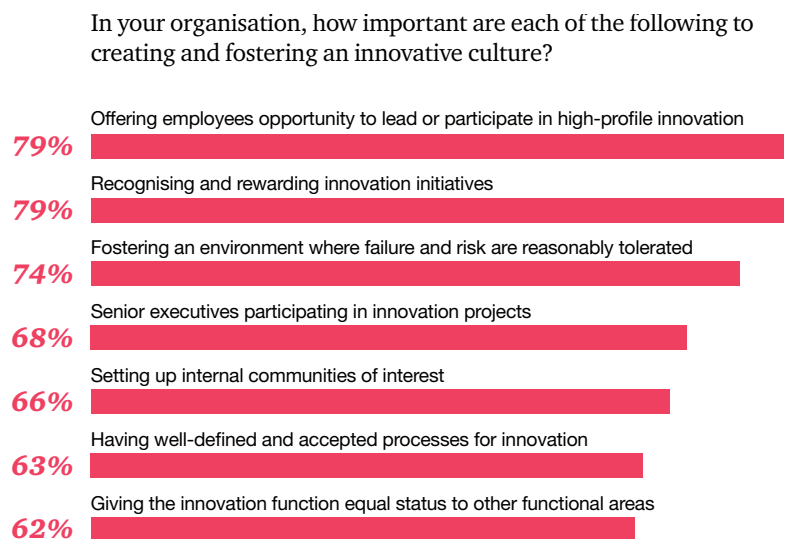 In your organisation, how important are each of the following to
creating and fostering an innovative culture?
Offering employees opportunity to lead or participate in high-profile innovation
79%
Recognising and rewarding innovation initiatives
79%
Fostering an environment where failure and risk are reasonably tolerated
74%
Senior executives participating in innovation projects
68%
Setting up internal communities of interest
66%
Having well-defined and accepted processes for innovation
63%
Giving the innovation function equal status to other functional areas
62%